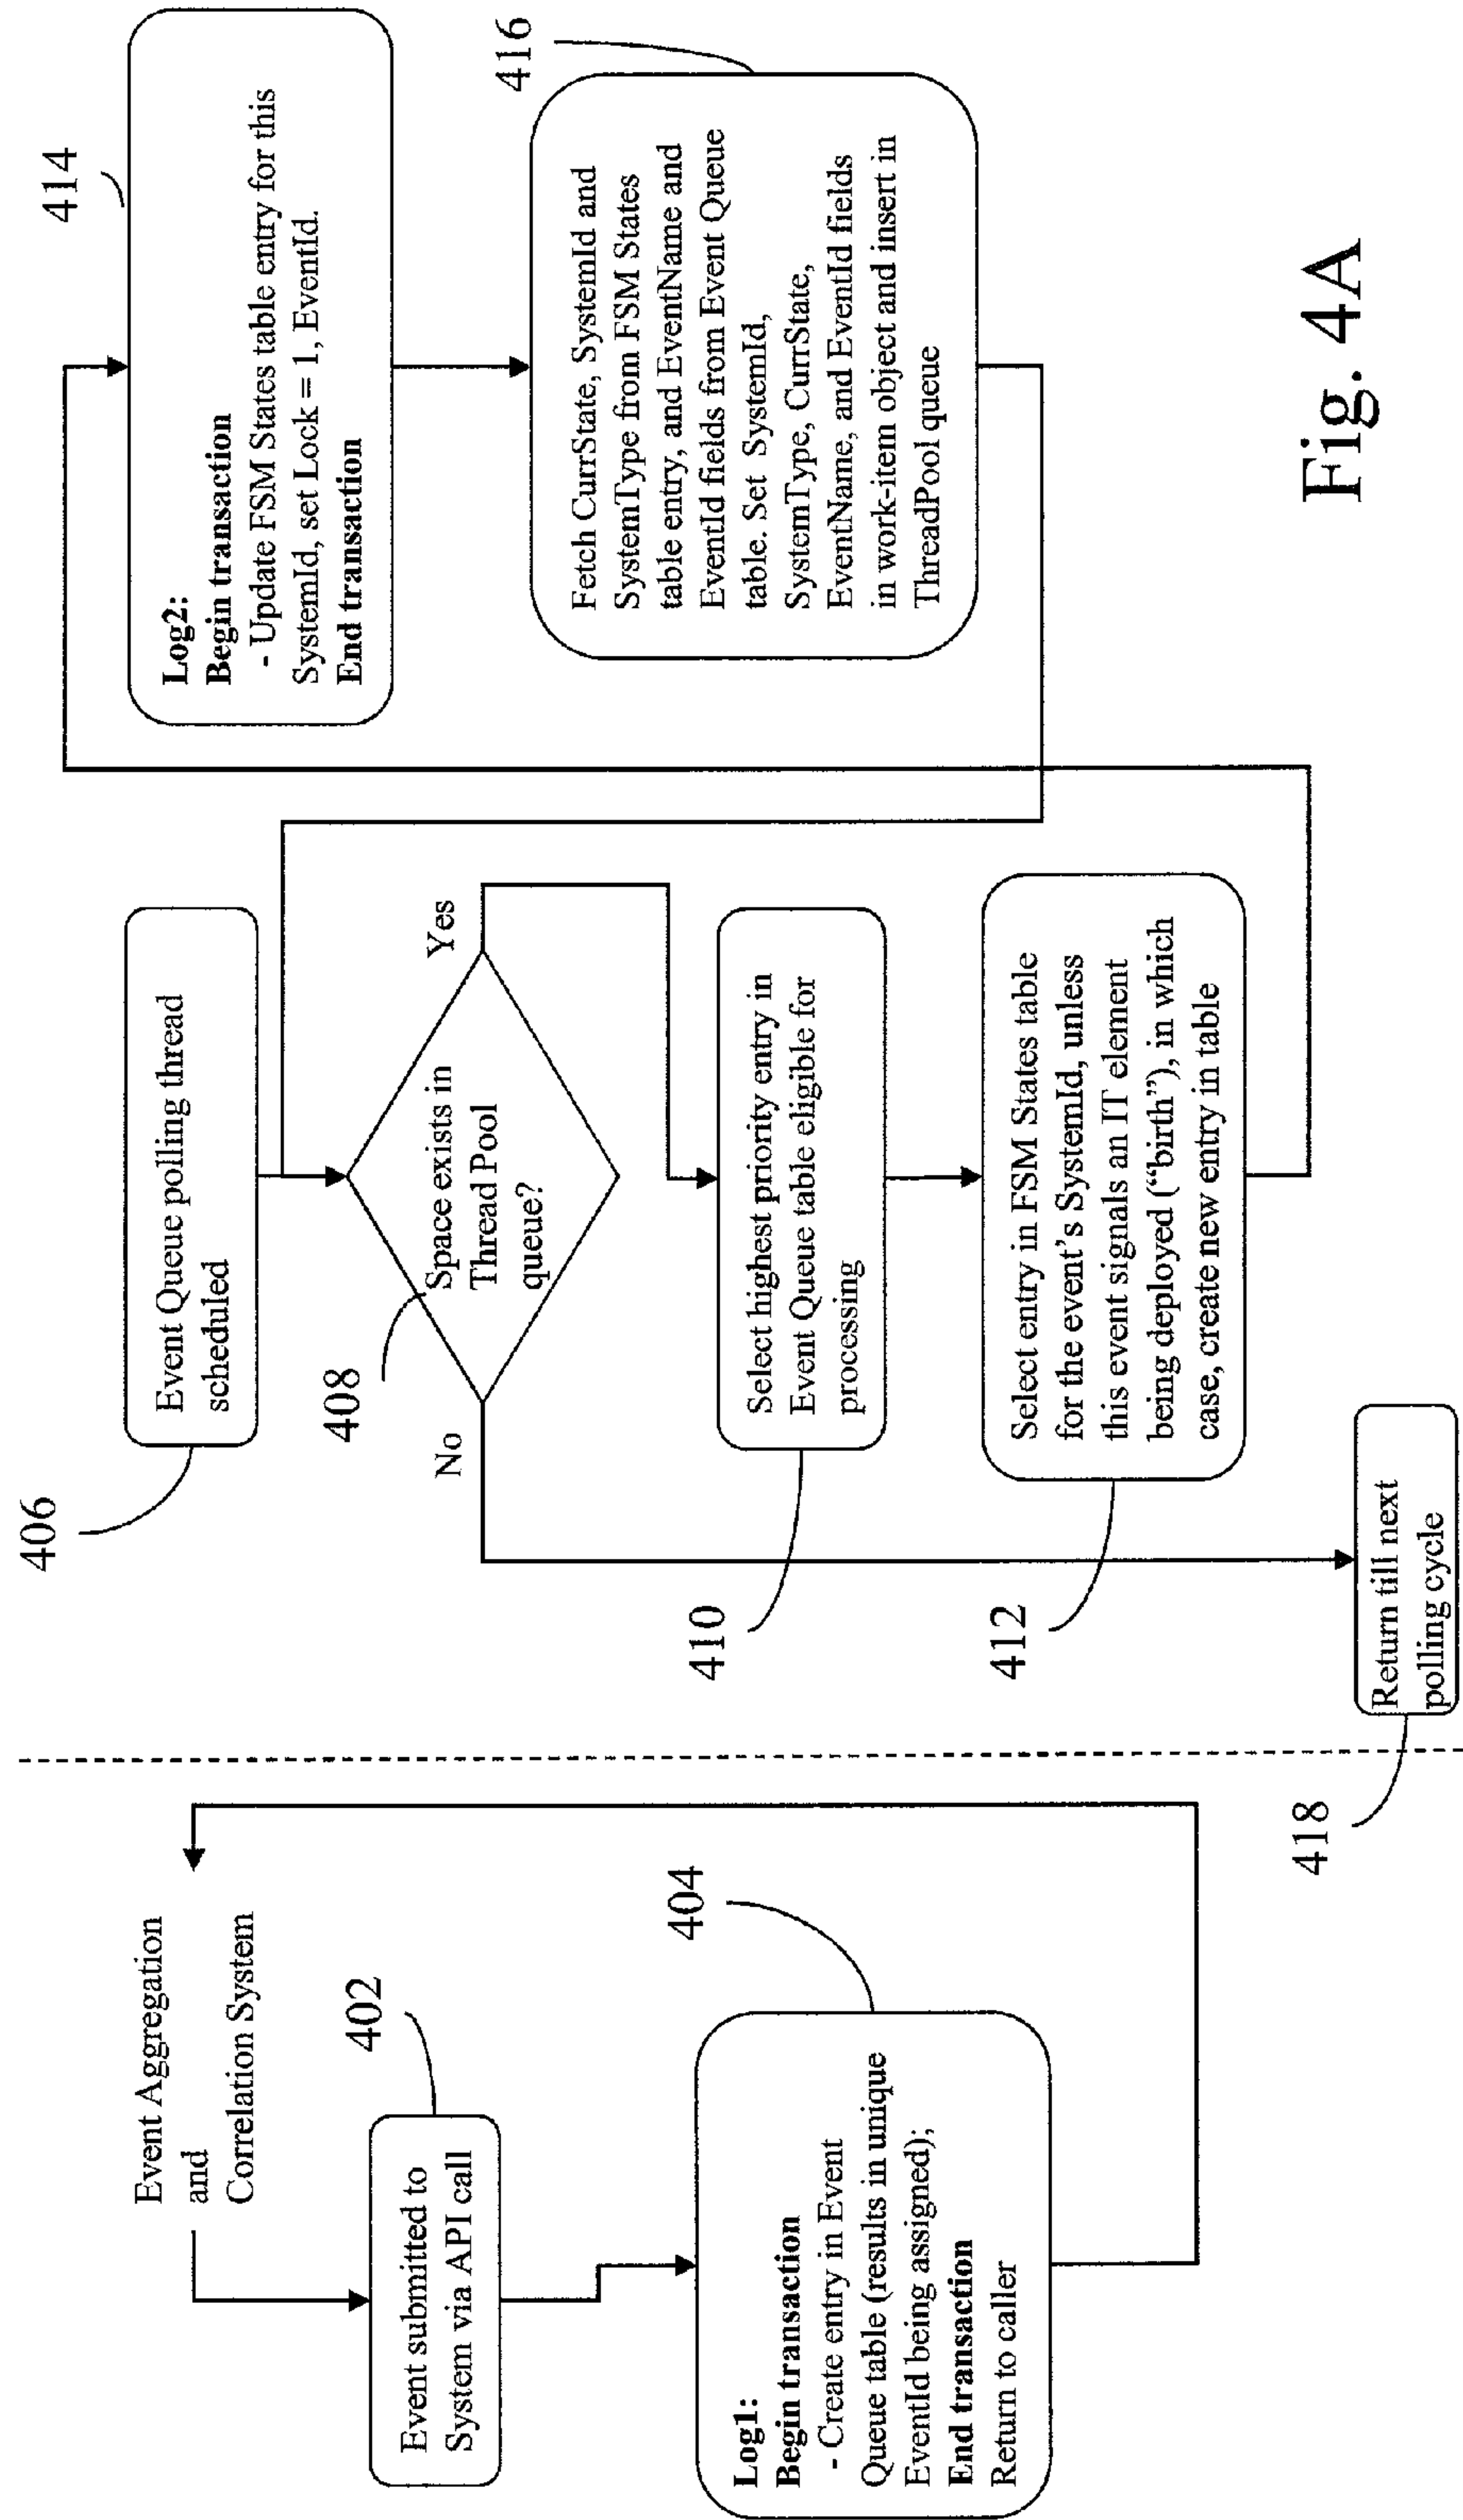 Event Aggregation
and
Correlation System
402
Event submitted to
System via API call
404
Log1:
Begin transaction
- Create entry in Event
Queue table (results in unique
EventId being assigned);
End transaction
Return to caller
406
Event Queue polling thread
scheduled
408
Space exists in
Thread Pool
queue?
No
Yes
410
Select highest priority entry in
Event Queue table eligible for
processing
412
Select entry in FSM States table
for the event's SystemId, unless
this event signals an IT element
being deployed (“birth”), in which
case, create new entry in table
418
Return till next
polling cycle
414
Log2:
Begin transaction
- Update FSM States table entry for this
SystemId, set Lock = 1, EventId.
End transaction
416
Fetch CurrState, SystemId and
SystemType from FSM States
table entry, and EventName and
EventId fields from Event Queue
table. Set SystemId,
SystemType, CurrState,
EventName, and EventId fields
in work-item object and insert in
ThreadPool queue
Fig. 4A